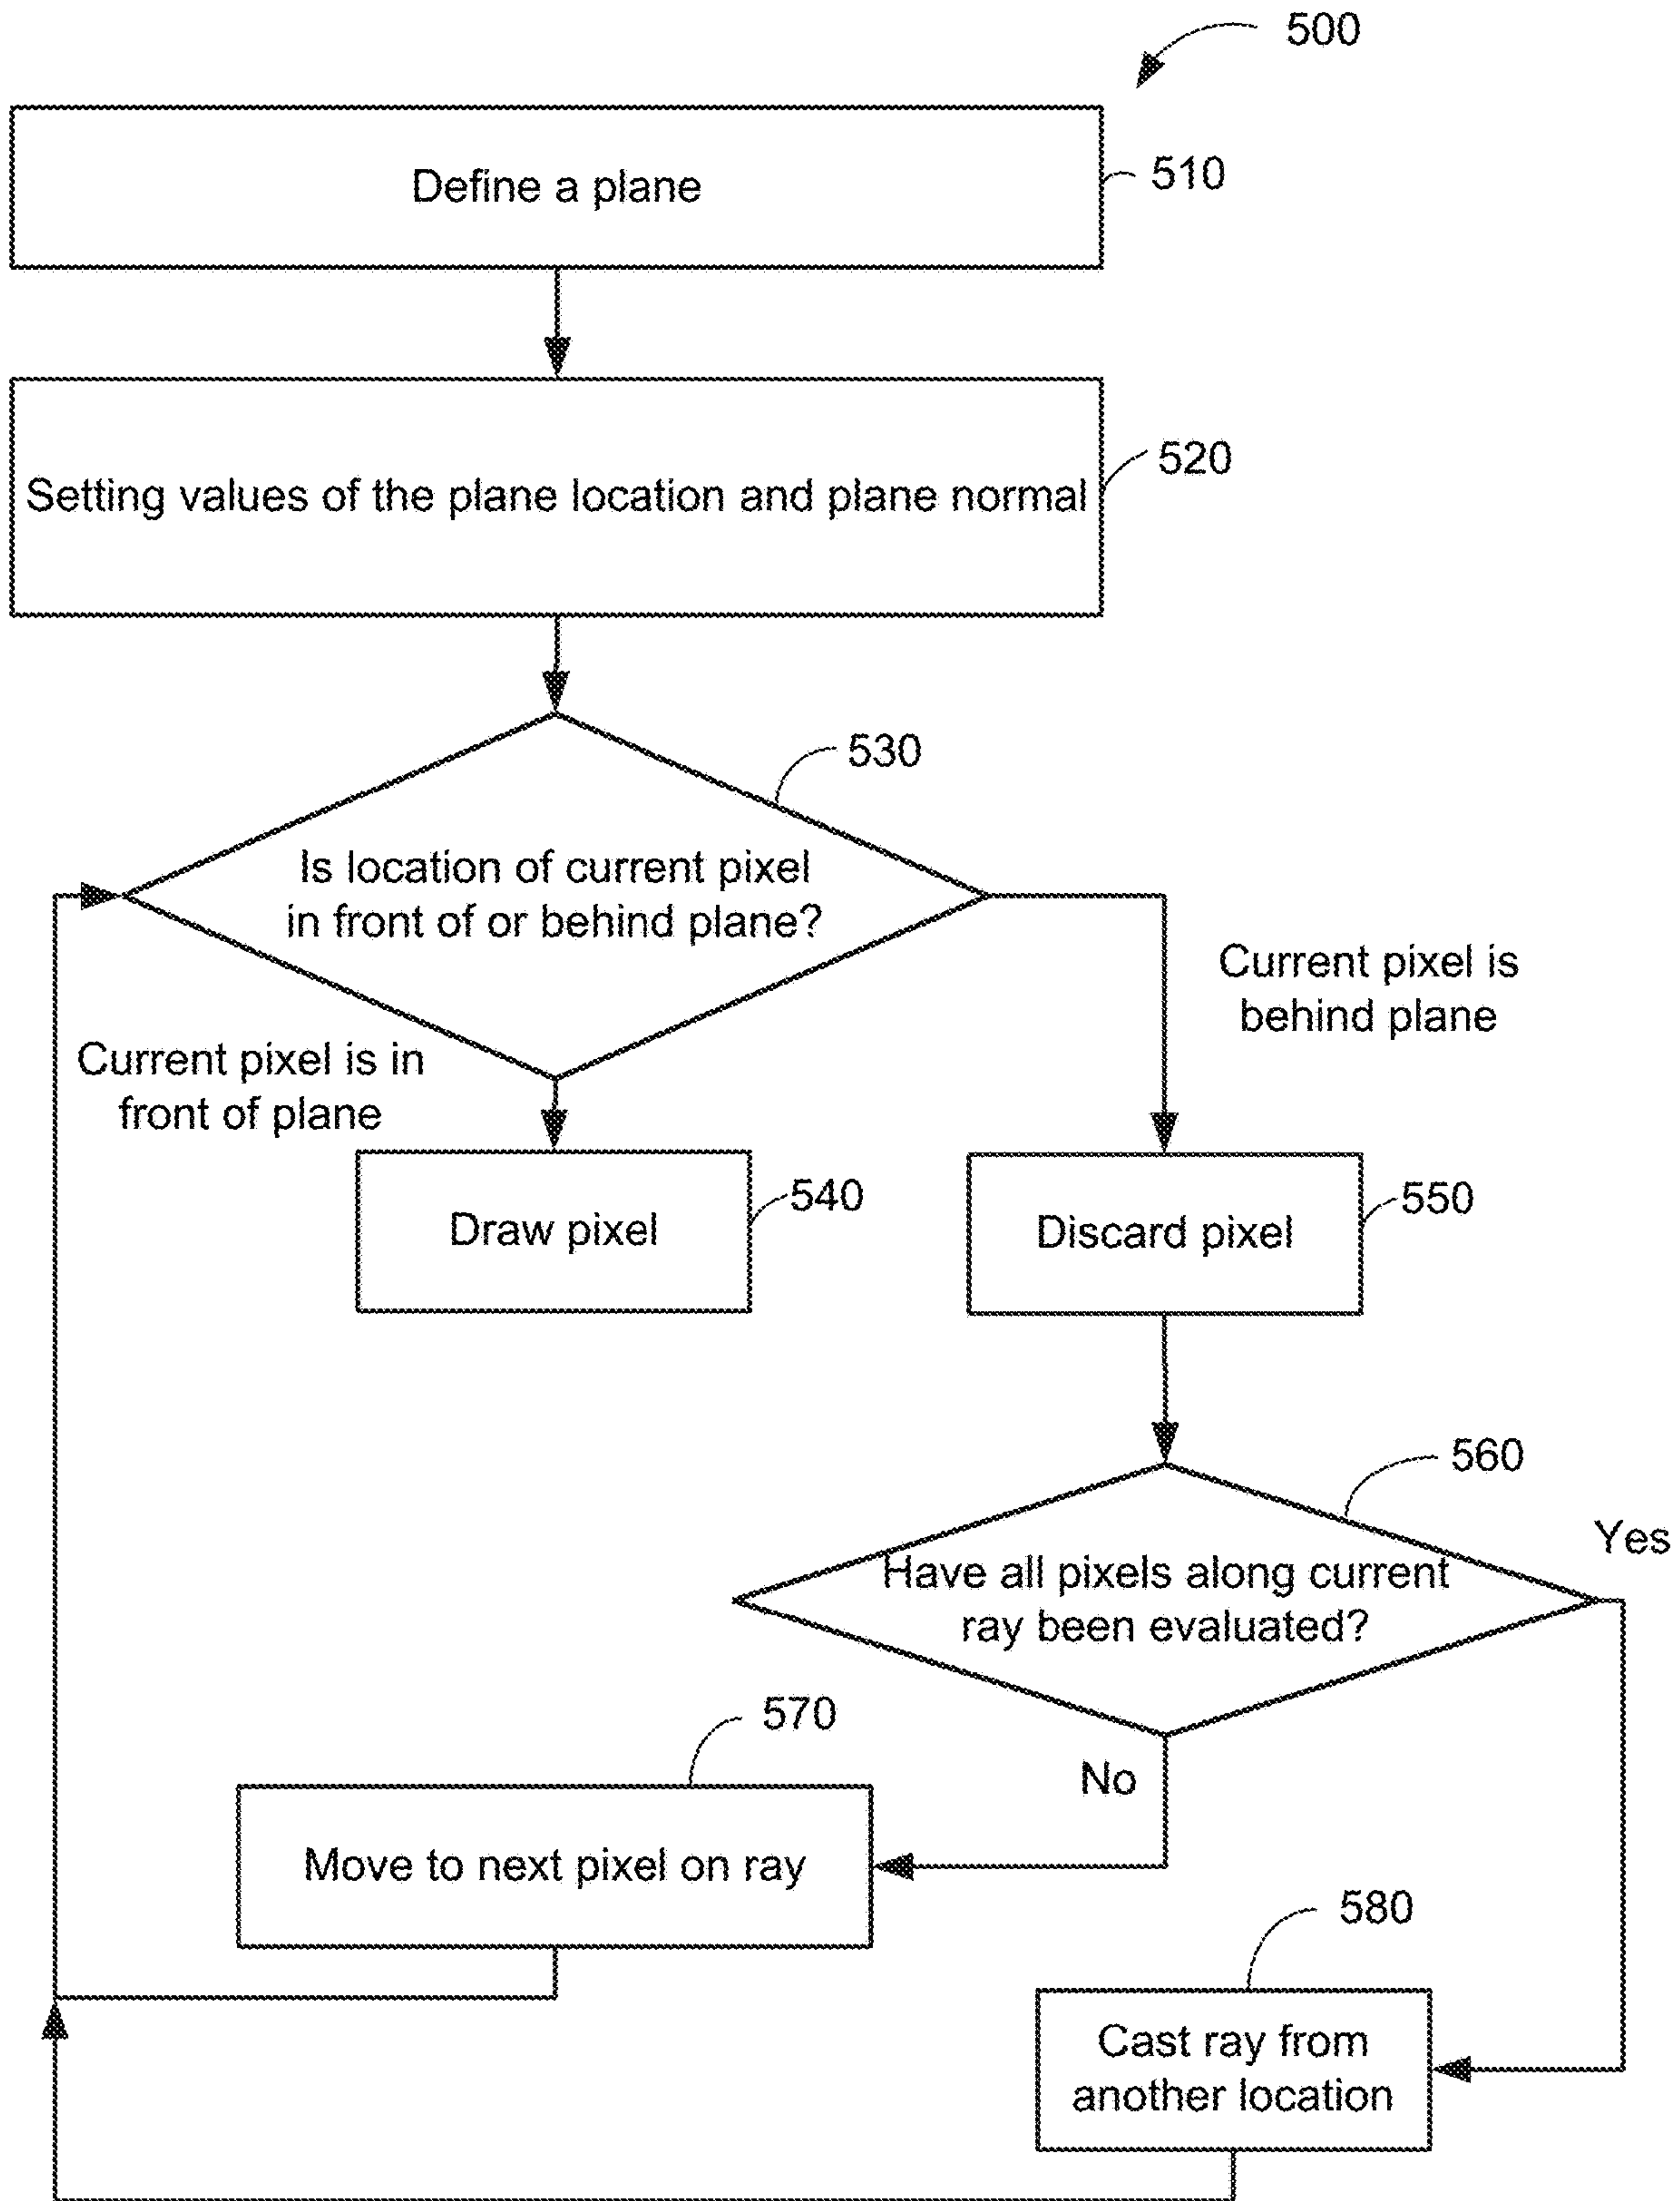 500
Define a plane
510
Setting values of the plane location and plane normal
520
530
Is location of current pixel
in front of or behind plane?
Current pixel is
behind plane
Current pixel is in
front of plane
Draw pixel
540
Discard pixel
550
560
Yes
Have all pixels along current
ray been evaluated?
570
No
Move to next pixel on ray
580
Cast ray from
another location